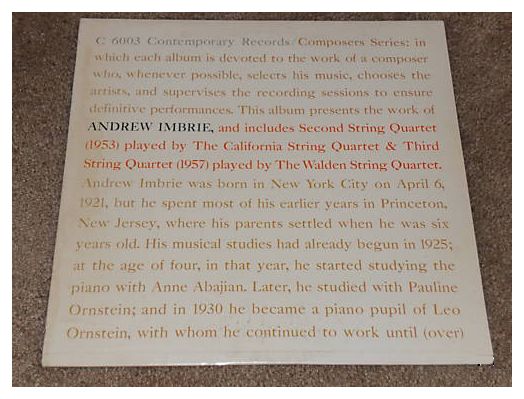 C 6003 Contemporary Records/Composers Series: in
which each album is devoted to the work of a composer
who, whenever possible, selects his music, chooses the
artists, and supervises the recording sessions to ensure
definitive performances. This album presents the work of
ANDREW IMBRIE, and includes Second String Quartet
(1953) played by The California String Quartet & Third
String Quartet (1957) played by The Walden String Quartet.
Andrew Imbrie was born in New York City on April 6,
1921, but he spent most of his earlier years in Princeton,
New Jersey, where his parents settled when he was six
years old. His musical studies had already begun in 1925;
at the age of four, in that year, he started studying the
piano with Anne Abajian. Later, he studied with Pauline
Ornstein; and in 1930 he became a piano pupil of Leo
Ornstein, with whom he continued to work until (over)